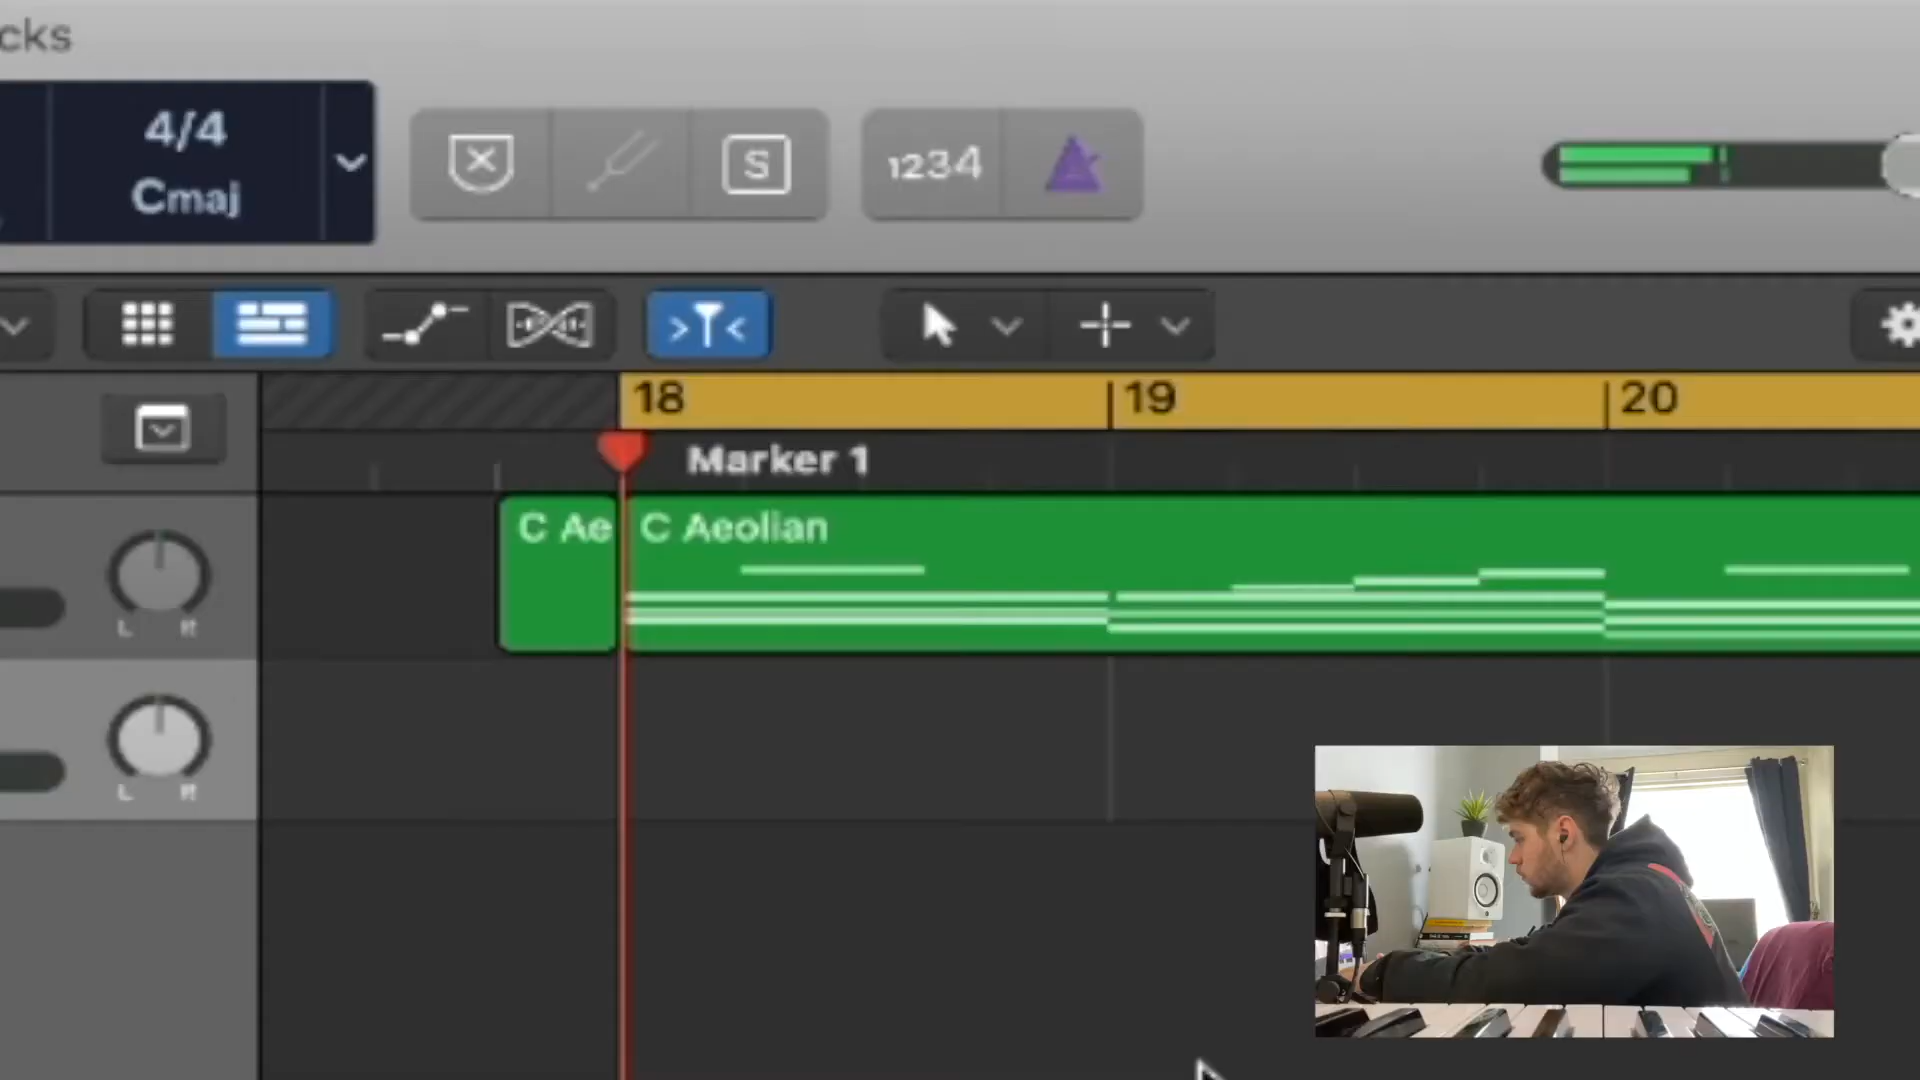 cks
4/4
Cmaj
S
1234
18
19
20
Marker 1
C Ae
C Aeolian
L R
L R